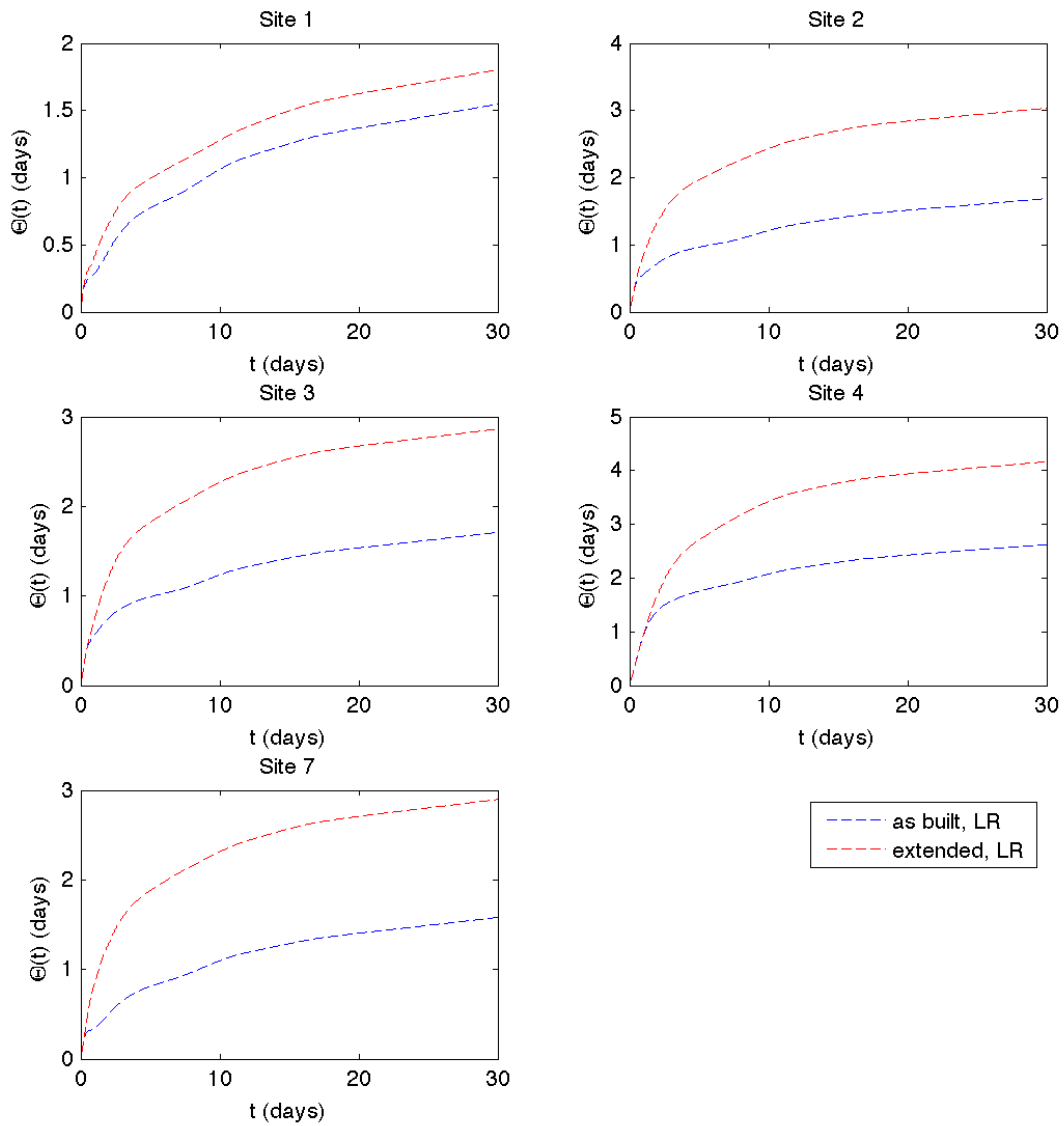 Site 1
2
1.5
1
0.5
0
Θ(t) (days)
0 10 20 30
t (days)
Site 2
4
3
2
1
0
Θ(t) (days)
0 10 20 30
t (days)
Site 3
3
2
1
0
Θ(t) (days)
0 10 20 30
t (days)
Site 4
5
4
3
2
1
0
Θ(t) (days)
0 10 20 30
t (days)
Site 7
3
2
1
0
Θ(t) (days)
0 10 20 30
t (days)
as built, LR
extended, LR